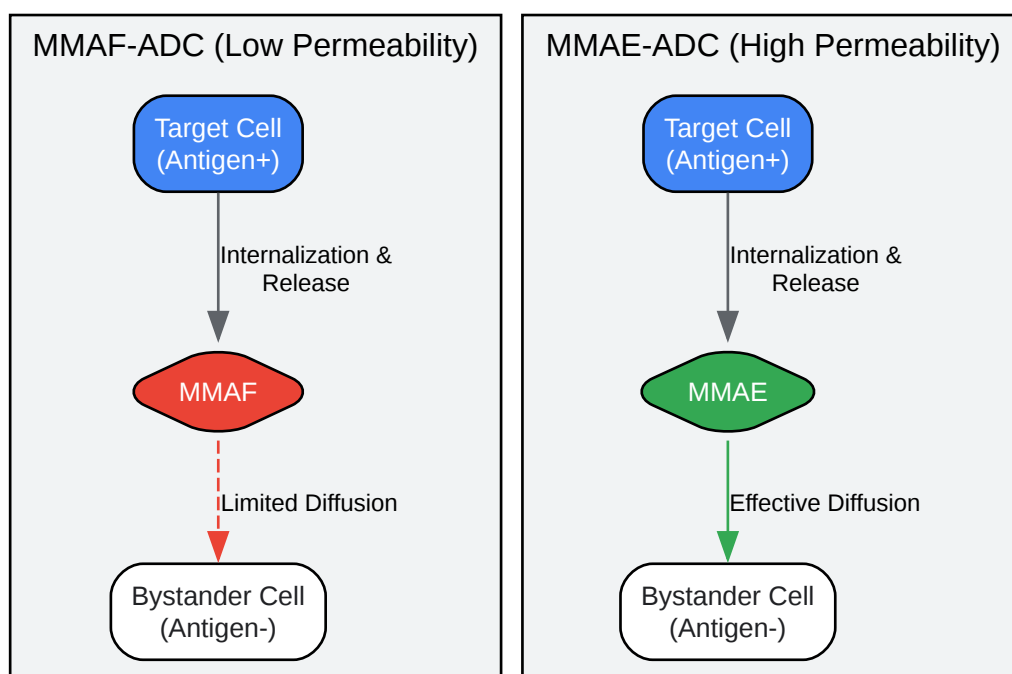 MMAF-ADC (Low Permeability)
Target Cell
(Antigen+)
Internalization &
Release
MMAF
Limited Diffusion
Bystander Cell
(Antigen-)
MMAE-ADC (High Permeability)
Target Cell
(Antigen+)
Internalization &
Release
MMAE
Effective Diffusion
Bystander Cell
(Antigen-)